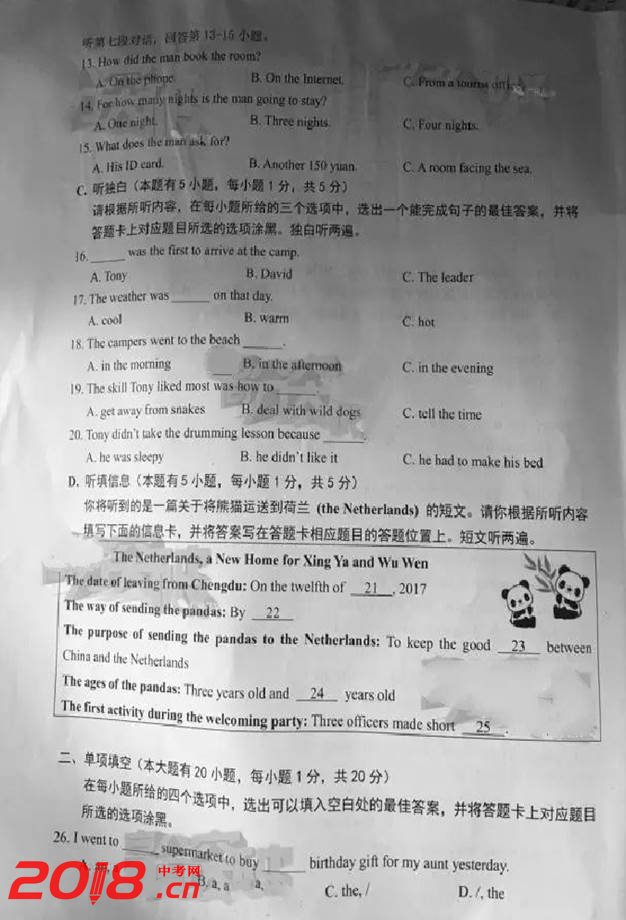 听第七段对话，回答第 13-15 小题。
13. How did the man book the room?
A. On the phone. B. On the Internet. C. From a tourist office.
14. For how many nights is the man going to stay?
A. One night. B. Three nights. C. Four nights.
15. What does the man ask for?
A. His ID card. B. Another 150 yuan. C. A room facing the sea.
C. 听独白（本题有 5 小题，每小题 1 分，共 5 分）
请根据所听内容，在每小题所给的三个选项中，选出一个能完成句子的最佳答案，并将
答题卡上对应题目所选的选项涂黑。独白听两遍。
16. ______ was the first to arrive at the camp.
A. Tony B. David C. The leader
17. The weather was ______ on that day.
A. cool B. warm C. hot
18. The campers went to the beach ______.
A. in the morning B. in the afternoon C. in the evening
19. The skill Tony liked most was how to ______.
A. get away from snakes B. deal with wild dogs C. tell the time
20. Tony didn't take the drumming lesson because ______.
A. he was sleepy B. he didn't like it C. he had to make his bed
D. 听填信息（本题有 5 小题，每小题 1 分，共 5 分）
你将听到的是一篇关于将熊猫运送到荷兰 (the Netherlands) 的短文。请你根据所听内容
填写下面的信息卡，并将答案写在答题卡相应题目的答题位置上。短文听两遍。
The Netherlands, a New Home for Xing Ya and Wu Wen
The date of leaving from Chengdu: On the twelfth of 21 , 2017
The way of sending the pandas: By 22
The purpose of sending the pandas to the Netherlands: To keep the good 23 between
China and the Netherlands
The ages of the pandas: Three years old and 24 years old
The first activity during the welcoming party: Three officers made short 25 .
二、单项填空（本大题有 20 小题，每小题 1 分，共 20 分）
在每小题所给的四个选项中，选出可以填入空白处的最佳答案，并将答题卡上对应题目
所选的选项涂黑。
26. I went to ______ supermarket to buy ______ birthday gift for my aunt yesterday.
B. a, a C. the, / D. /, the
2018 中考网 .cn